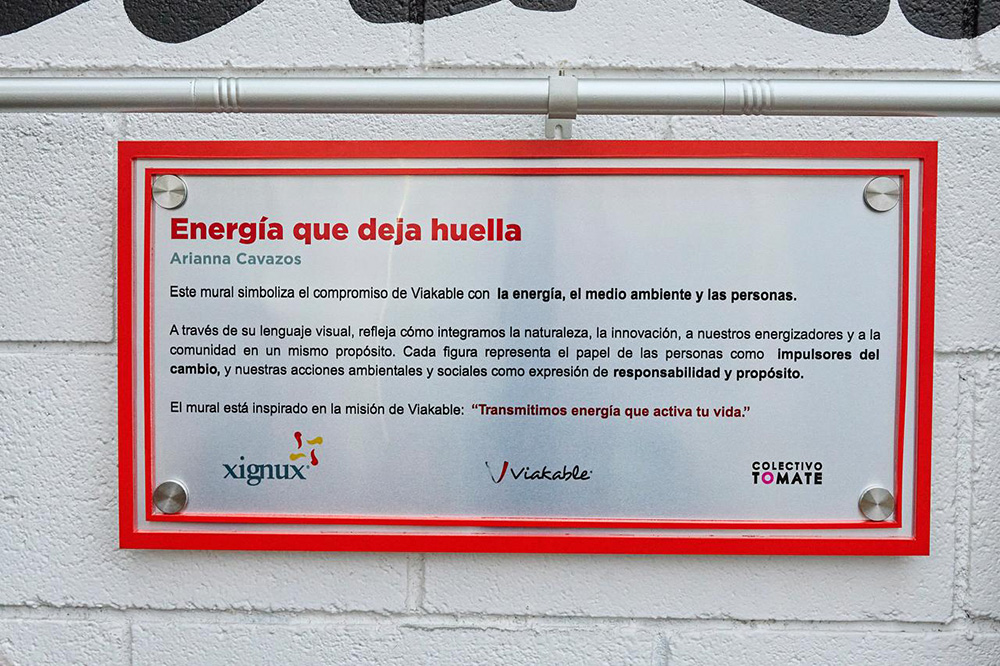 Energía que deja huella
Arianna Cavazos
Este mural simboliza el compromiso de Viakable con la energía, el medio ambiente y las personas.
A través de su lenguaje visual, refleja cómo integramos la naturaleza, la innovación, a nuestros energizadores y a la
comunidad en un mismo propósito. Cada figura representa el papel de las personas como impulsores del
cambio, y nuestras acciones ambientales y sociales como expresión de responsabilidad y propósito.
El mural está inspirado en la misión de Viakable: “Transmitimos energía que activa tu vida.”
xignux
Viakable
COLECTIVO
TOMATE